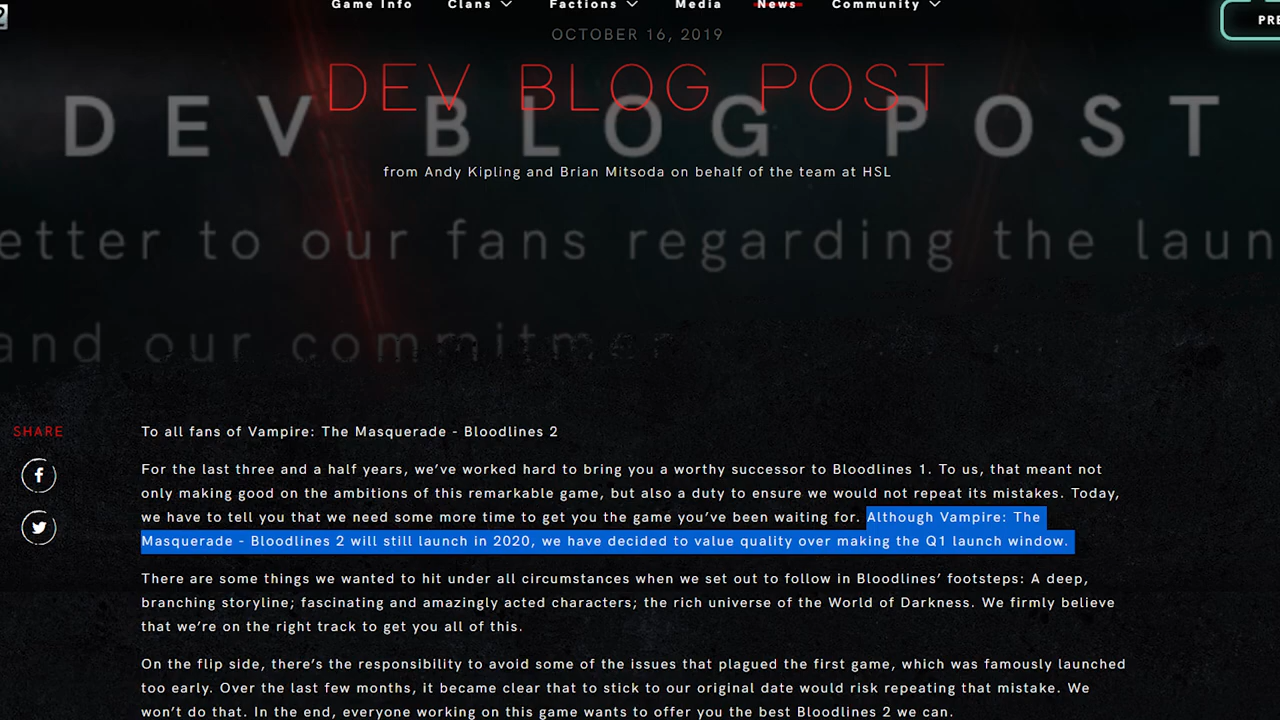 Game Info Clans Factions Media News Community
OCTOBER 16, 2019
DEV BLOG POST
DEV BLOG POST
from Andy Kipling and Brian Mitsoda on behalf of the team at HSL
to our fans regarding the
and our
SHARE
To all fans of Vampire: The Masquerade - Bloodlines 2
For the last three and a half years, we’ve worked hard to bring you a worthy successor to Bloodlines 1. To us, that meant not
only making good on the ambitions of this remarkable game, but also a duty to ensure we would not repeat its mistakes. Today,
we have to tell you that we need some more time to get you the game you’ve been waiting for. Although Vampire: The
Masquerade - Bloodlines 2 will still launch in 2020, we have decided to value quality over making the Q1 launch window.
There are some things we wanted to hit under all circumstances when we set out to follow in Bloodlines’ footsteps: A deep,
branching storyline; fascinating and amazingly acted characters; the rich universe of the World of Darkness. We firmly believe
that we’re on the right track to get you all of this.
On the flip side, there’s the responsibility to avoid some of the issues that plagued the first game, which was famously launched
too early. Over the last few months, it became clear that to stick to our original date would risk repeating that mistake. We
won’t do that. In the end, everyone working on this game wants to offer you the best Bloodlines 2 we can.